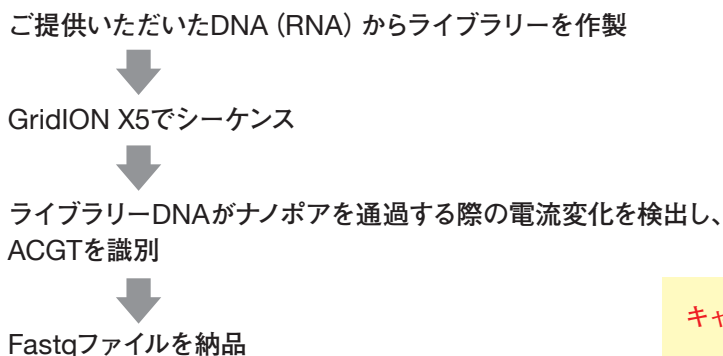 ご提供いただいたDNA（RNA）からライブラリーを作製
GridION X5でシーケンス
ライブラリーDNAがナノポアを通過する際の電流変化を検出し、
ACGTを識別
Fastqファイルを納品
キャ